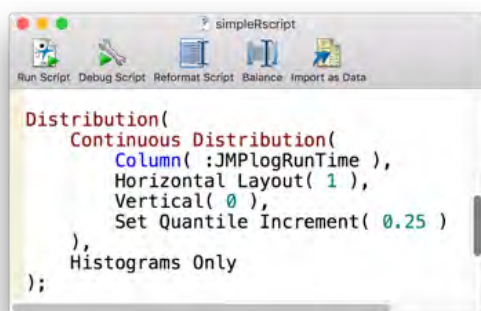 simpleRscript
Run Script Debug Script Reformat Script Balance Import as Data
Distribution(
Continuous Distribution(
Column( :JMPlogRunTime ),
Horizontal Layout( 1 ),
Vertical( 0 ),
Set Quantile Increment( 0.25 )
),
Histograms Only
);